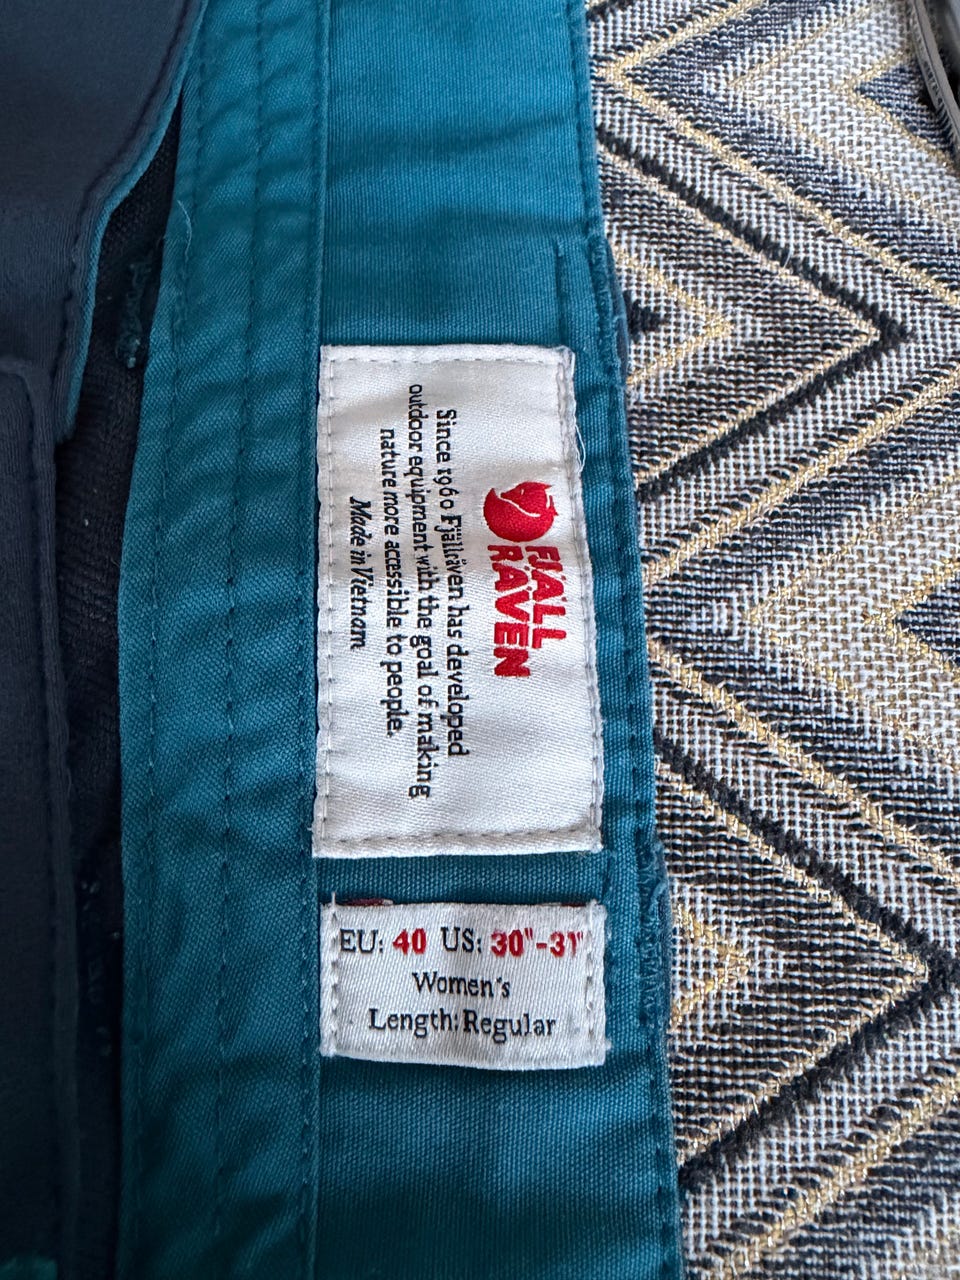 FJÄLL
RÄVEN
Since 1960 Fjällräven has developed
outdoor equipment with the goal of making
nature more accessible to people.
Made in Vietnam
EU: 40 US: 30"-31"
Women's
Length: Regular